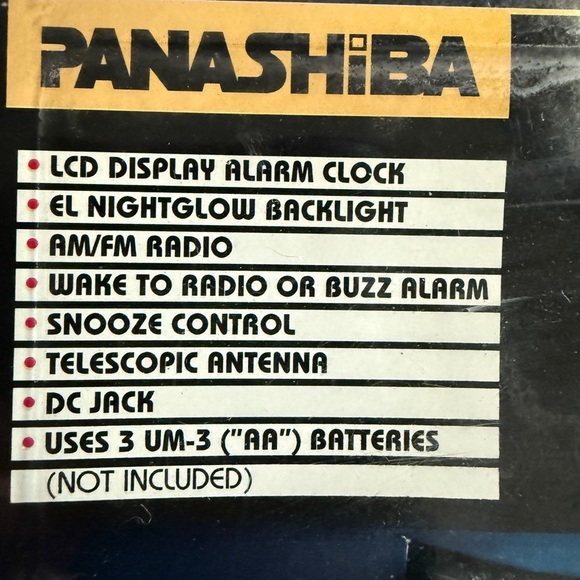 PANASHiBA
• LCD DISPLAY ALARM CLOCK
• EL NIGHTGLOW BACKLIGHT
• AM/FM RADIO
• WAKE TO RADIO OR BUZZ ALARM
• SNOOZE CONTROL
• TELESCOPIC ANTENNA
• DC JACK
• USES 3 UM-3 ("AA") BATTERIES
(NOT INCLUDED)